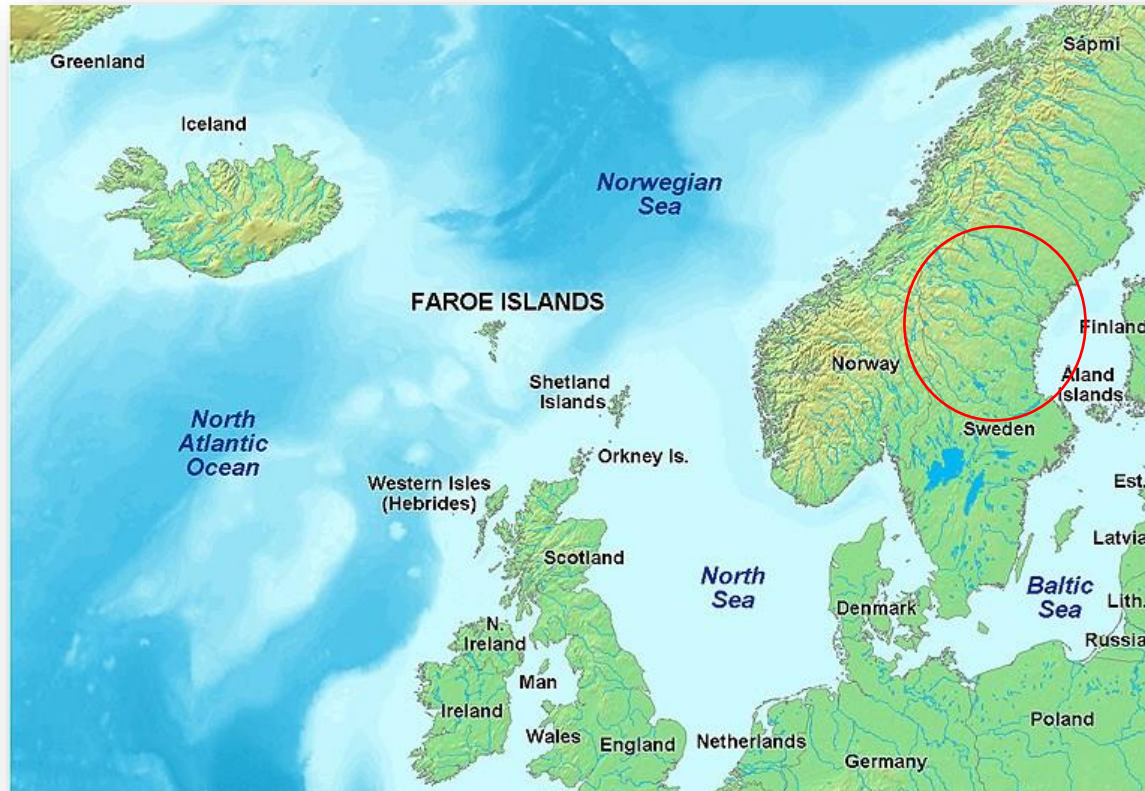 Sápmi
Greenland
Iceland
Norwegian
Sea
FAROE ISLANDS
Finland
Norway
Åland
Islands
Shetland
Islands
North
Atlantic
Ocean
Sweden
Orkney Is.
Western Isles
(Hebrides)
Est.
Latvia
Scotland
North
Sea
Baltic
Sea
Denmark
Lith.
N.
Ireland
Russia
Man
Ireland
Poland
Wales
England
Netherlands
Germany